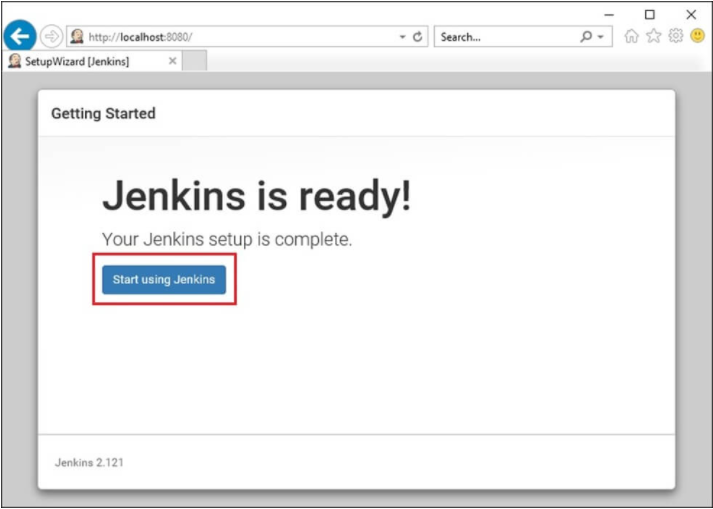 http://localhost:8080/
Search...
SetupWizard [Jenkins]
Getting Started
Jenkins is ready!
Your Jenkins setup is complete.
Start using Jenkins
Jenkins 2.121